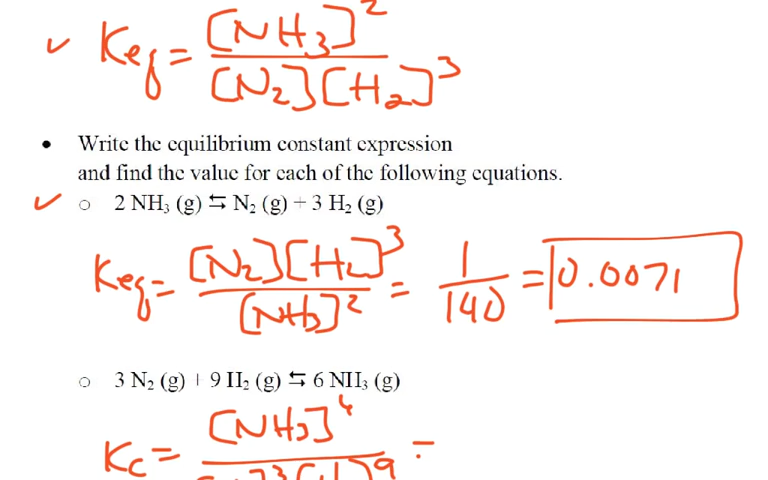 ✓ Keq = [NH₃]² / [N₂][H₂]³
• Write the equilibrium constant expression
and find the value for each of the following equations.
✓ ○ 2 NH₃ (g) ⇆ N₂ (g) + 3 H₂ (g)
Keq = [N₂][H₂]³ / [NH₃]² = 1/140 = 0.0071
○ 3 N₂ (g) + 9 H₂ (g) ⇆ 6 NH₃ (g)
Kc = [NH₃]⁴ / =